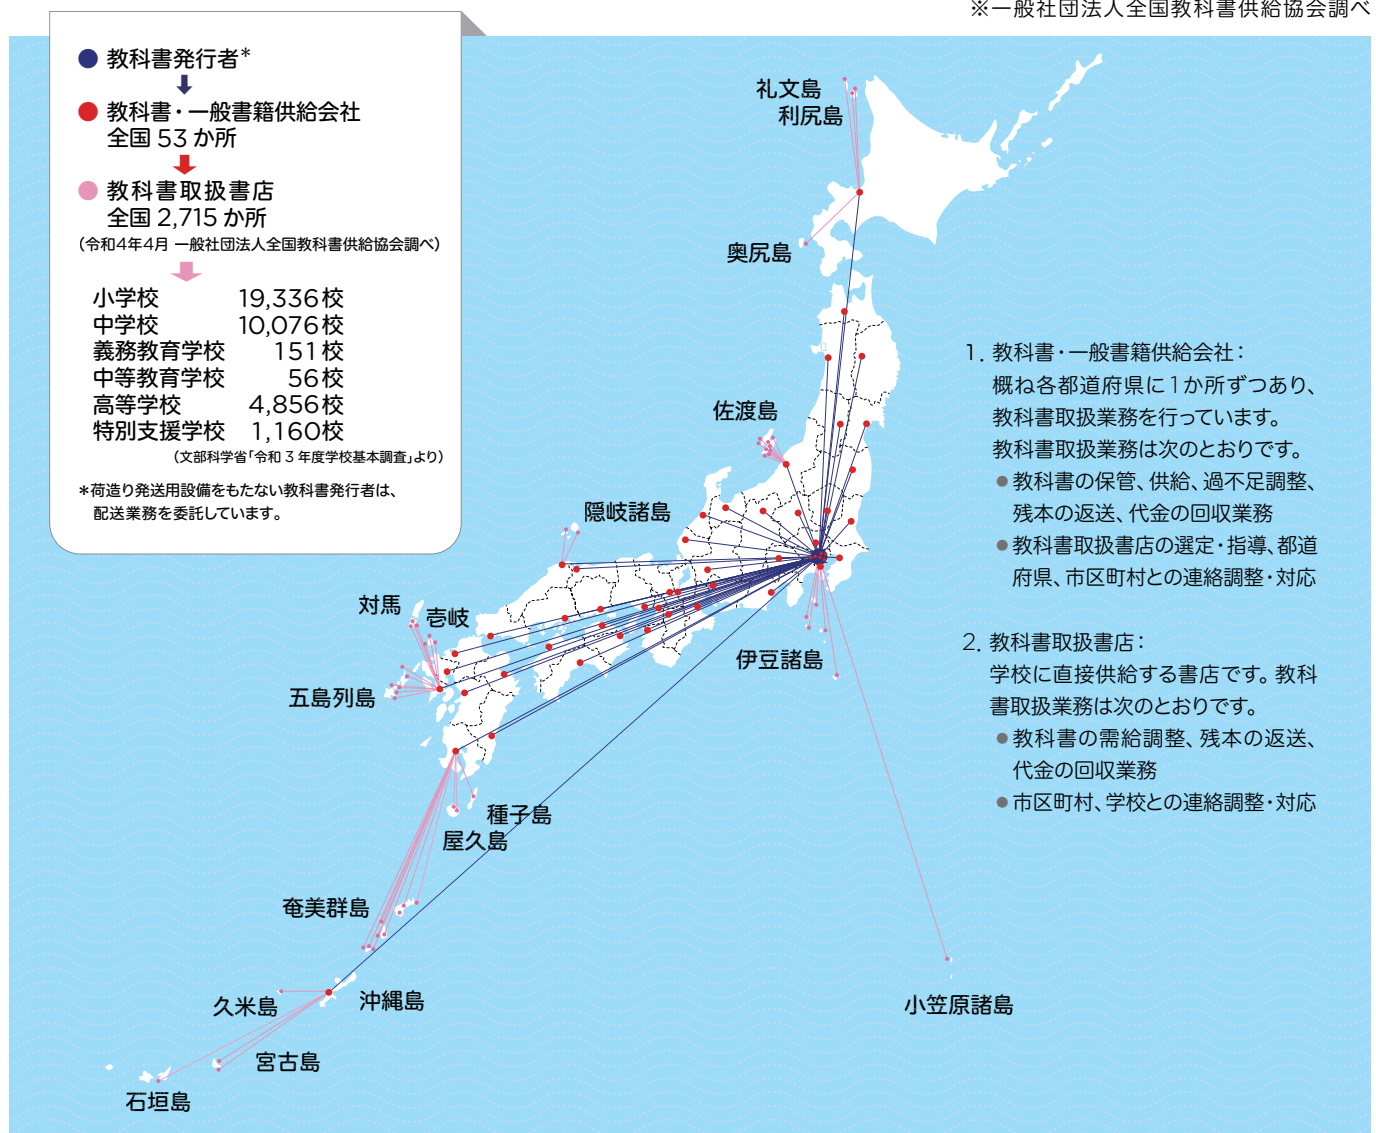 ※一般社団法人全国教科書供給協会調べ
● 教科書発行者*
● 教科書・一般書籍供給会社
全国 53 か所
● 教科書取扱書店
全国 2,715 か所
(令和4年4月 一般社団法人全国教科書供給協会調べ)
小学校 19,336校
中学校 10,076校
義務教育学校 151校
中等教育学校 56校
高等学校 4,856校
特別支援学校 1,160校
(文部科学省「令和 3 年度学校基本調査」より)
*荷造り発送用設備をもたない教科書発行者は、
配送業務を委託しています。
礼文島
利尻島
奥尻島
佐渡島
隠岐諸島
対馬
壱岐
五島列島
伊豆諸島
種子島
屋久島
奄美群島
久米島
沖縄島
宮古島
石垣島
小笠原諸島
1. 教科書・一般書籍供給会社：
概ね各都道府県に1か所ずつあり、
教科書取扱業務を行っています。
教科書取扱業務は次のとおりです。
● 教科書の保管、供給、過不足調整、
残本の返送、代金の回収業務
● 教科書取扱書店の選定・指導、都道
府県、市区町村との連絡調整・対応
2. 教科書取扱書店：
学校に直接供給する書店です。教科
書取扱業務は次のとおりです。
● 教科書の需給調整、残本の返送、
代金の回収業務
● 市区町村、学校との連絡調整・対応